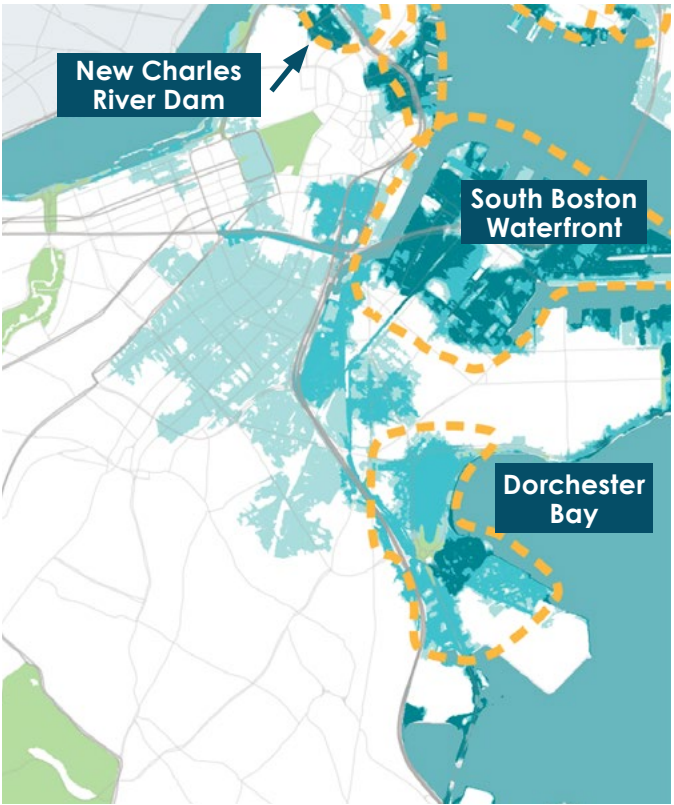 New Charles
River Dam
South Boston
Waterfront
Dorchester
Bay